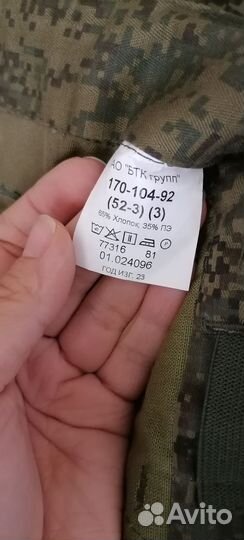 АО "БТК групп"
170-104-92
(52-3) (3)
65% Хлопок, 35% ПЭ
77316 81
01.024096
ГОД ИЗГ. 23
Avito